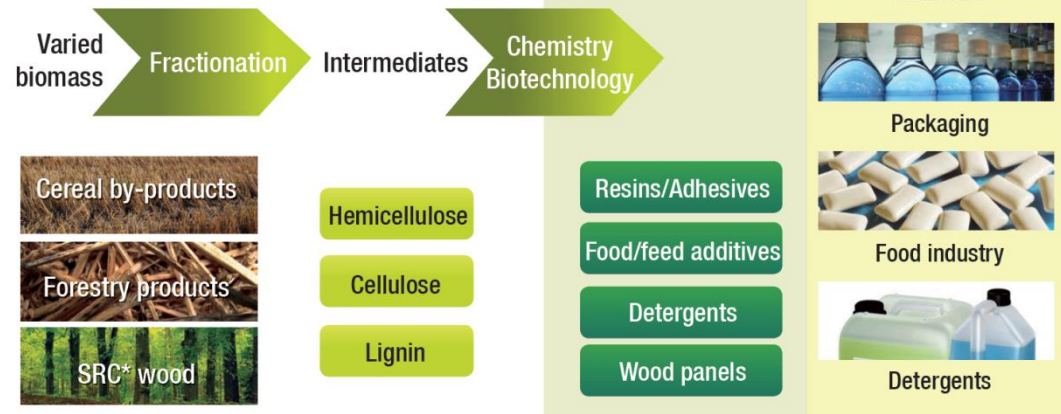 Varied
biomass
Fractionation
Intermediates
Chemistry
Biotechnology
Cereal by-products
Forestry products
SRC* wood
Hemicellulose
Cellulose
Lignin
Resins/Adhesives
Food/feed additives
Detergents
Wood panels
Packaging
Food industry
Detergents